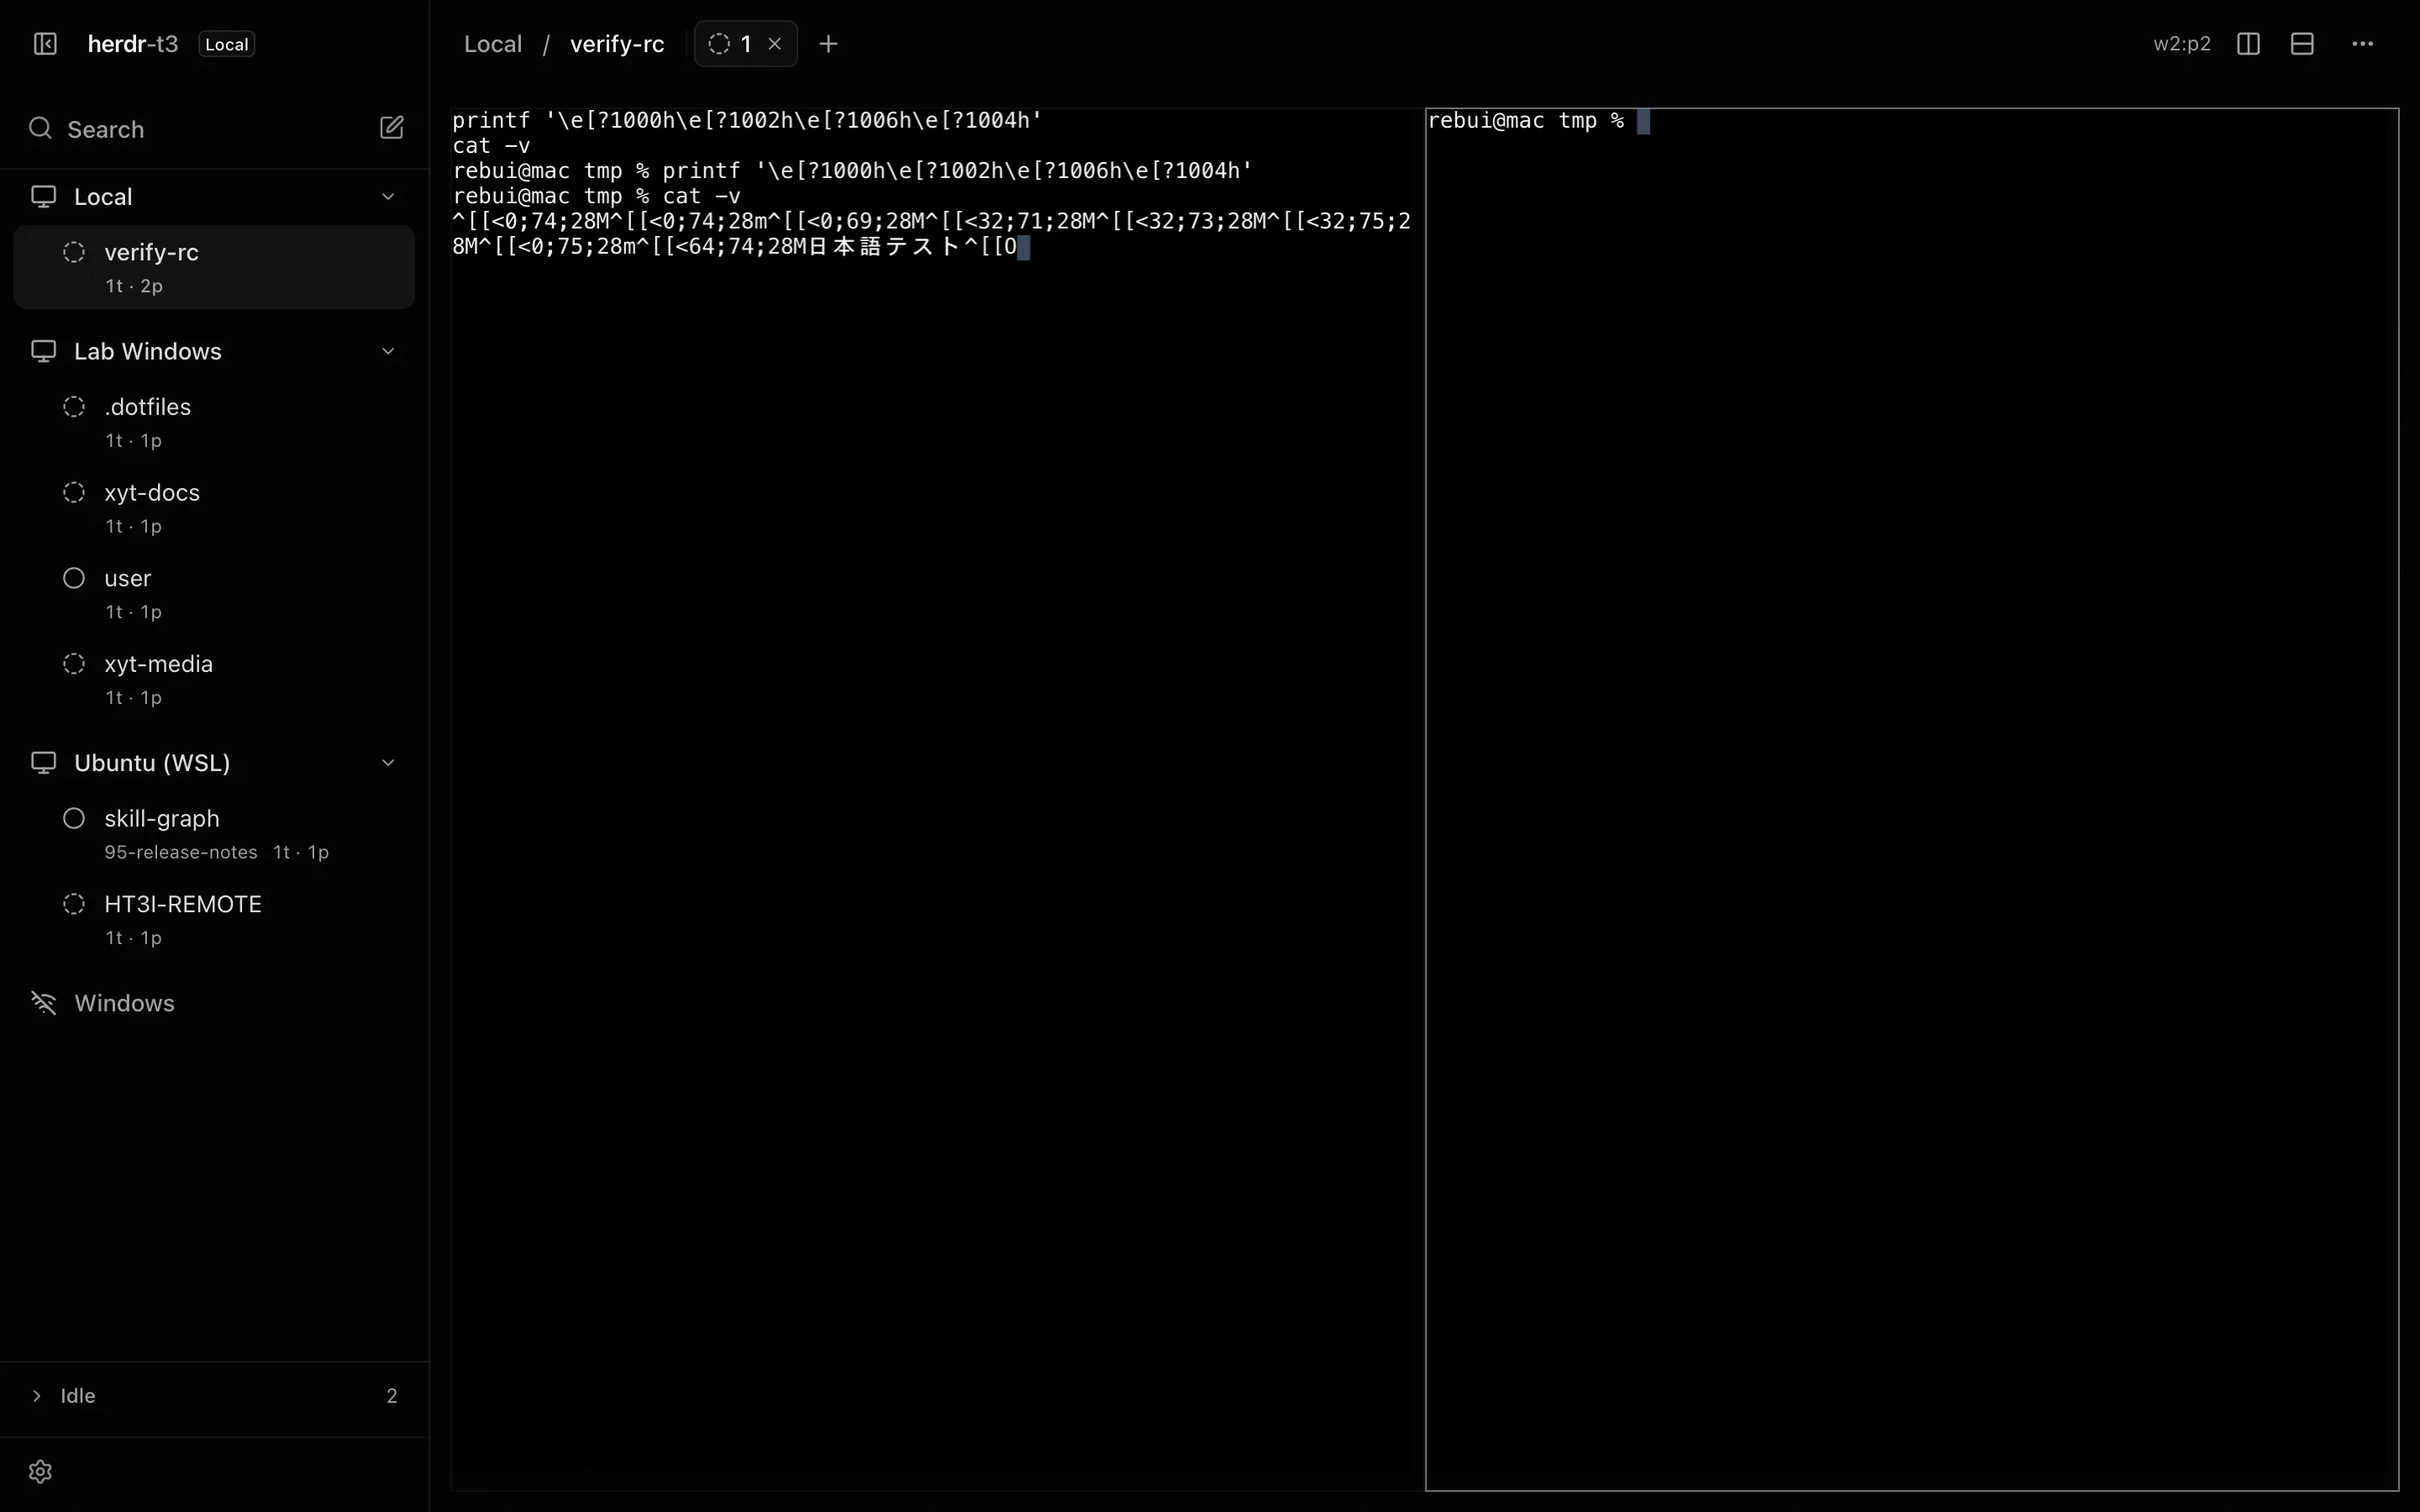 herdr-t3 Local
Search
Local
verify-rc
1t · 2p
Lab Windows
.dotfiles
1t · 1p
xyt-docs
1t · 1p
user
1t · 1p
xyt-media
1t · 1p
Ubuntu (WSL)
skill-graph
95-release-notes 1t · 1p
HT3I-REMOTE
1t · 1p
Windows
Idle 2
Local / verify-rc 1 × +
w2:p2
printf '\e[?1000h\e[?1002h\e[?1006h\e[?1004h'
cat -v
rebui@mac tmp % printf '\e[?1000h\e[?1002h\e[?1006h\e[?1004h'
rebui@mac tmp % cat -v
^[[<0;74;28M^[[<0;74;28m^[[<0;69;28M^[[<32;71;28M^[[<32;73;28M^[[<32;75;2
8M^[[<0;75;28m^[[<64;74;28M日本語テスト^[[O
rebui@mac tmp %